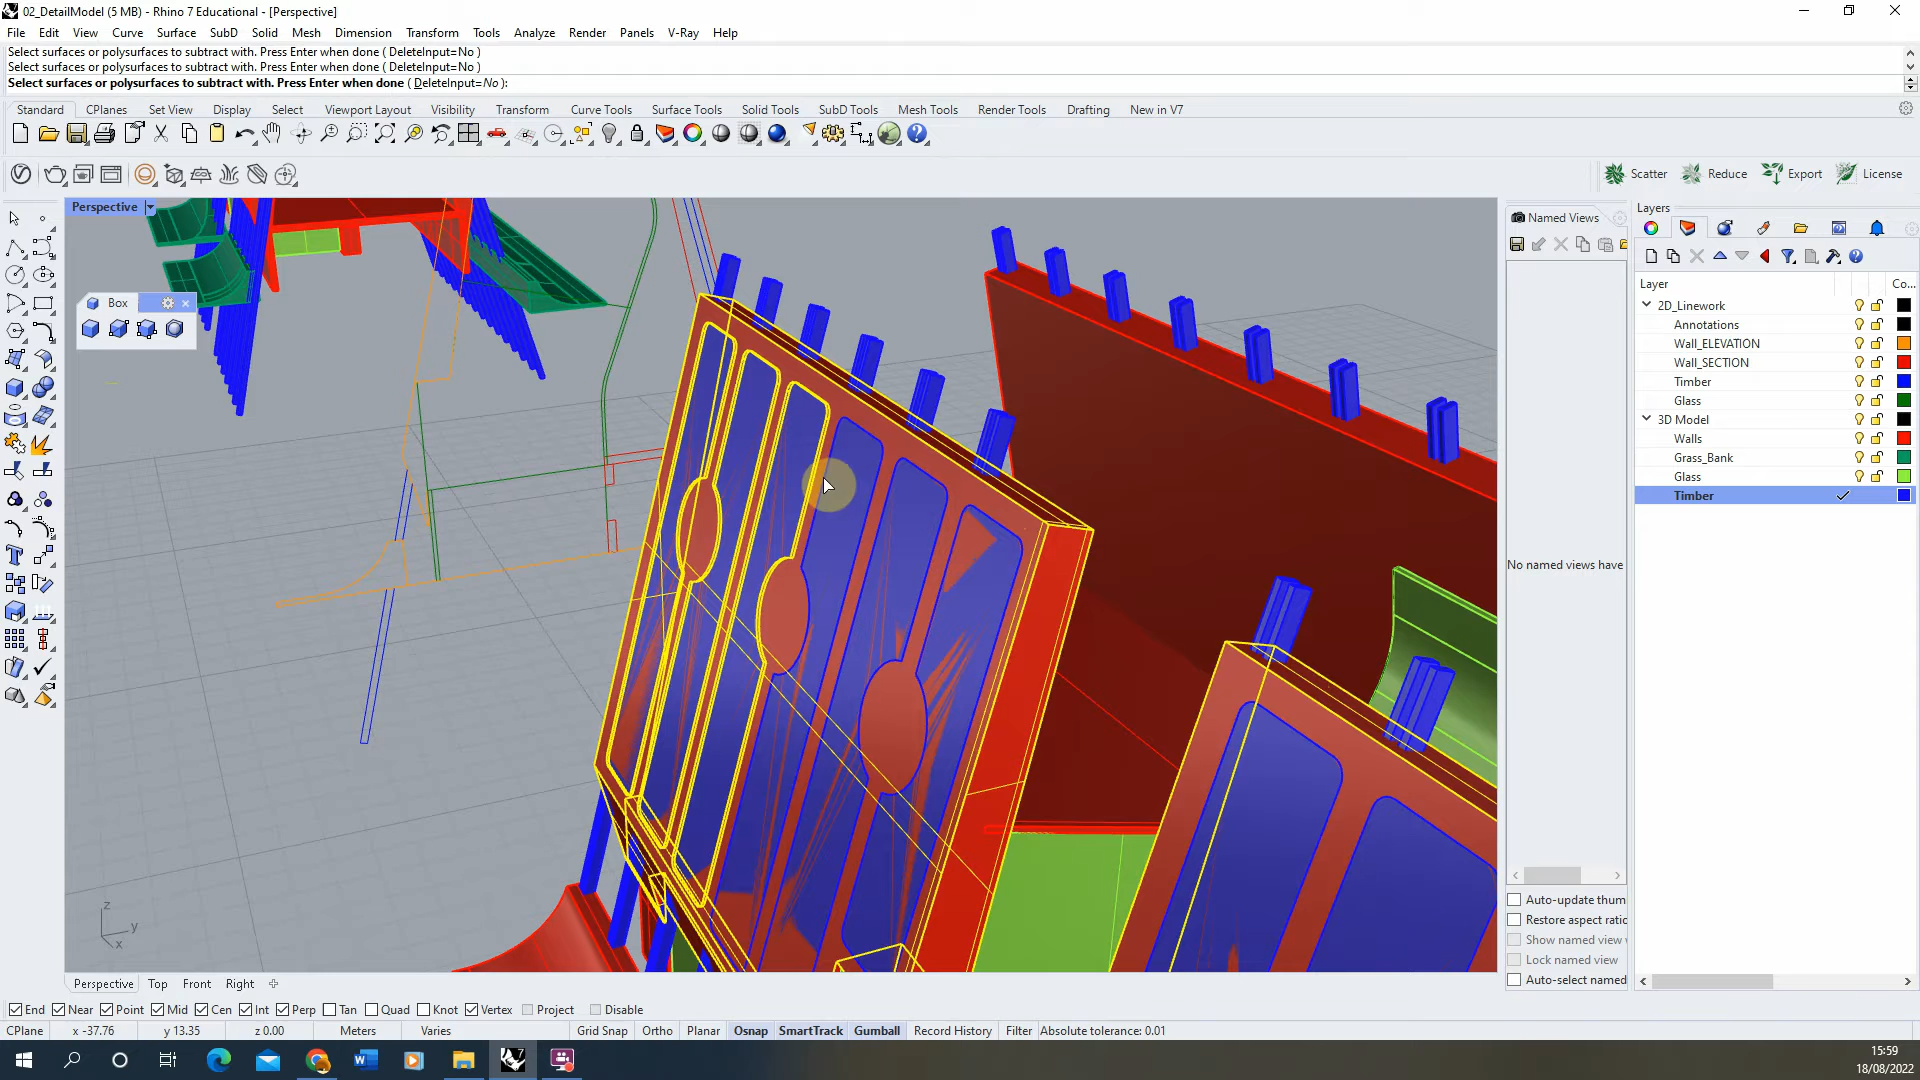 02_DetailModel (5 MB) - Rhino 7 Educational - [Perspective]
File Edit View Curve Surface SubD Solid Mesh Dimension Transform Tools Analyze Render Panels V-Ray Help
Select surfaces or polysurfaces to subtract with. Press Enter when done ( DeleteInput=No )
Select surfaces or polysurfaces to subtract with. Press Enter when done ( DeleteInput=No )
Select surfaces or polysurfaces to subtract with. Press Enter when done ( DeleteInput=No ):
Standard CPlanes Set View Display Select Viewport Layout Visibility Transform Curve Tools Surface Tools Solid Tools SubD Tools Mesh Tools Render Tools Drafting New in V7
Scatter Reduce Export License
Perspective
Named Views
Layers
Box
Layer Co...
2D_Linework
Annotations
Wall_ELEVATION
Wall_SECTION
Timber
Glass
3D Model
Walls
Grass_Bank
Glass
Timber
No named views have
Auto-update thum
Restore aspect ratio
Show named view
Lock named view
Auto-select named
z
y
x
Perspective Top Front Right
End Near Point Mid Cen Int Perp Tan Quad Knot Vertex Project Disable
CPlane x -37.76 y 13.35 z 0.00 Meters Varies Grid Snap Ortho Planar Osnap SmartTrack Gumball Record History Filter Absolute tolerance: 0.01
15:59
18/08/2022